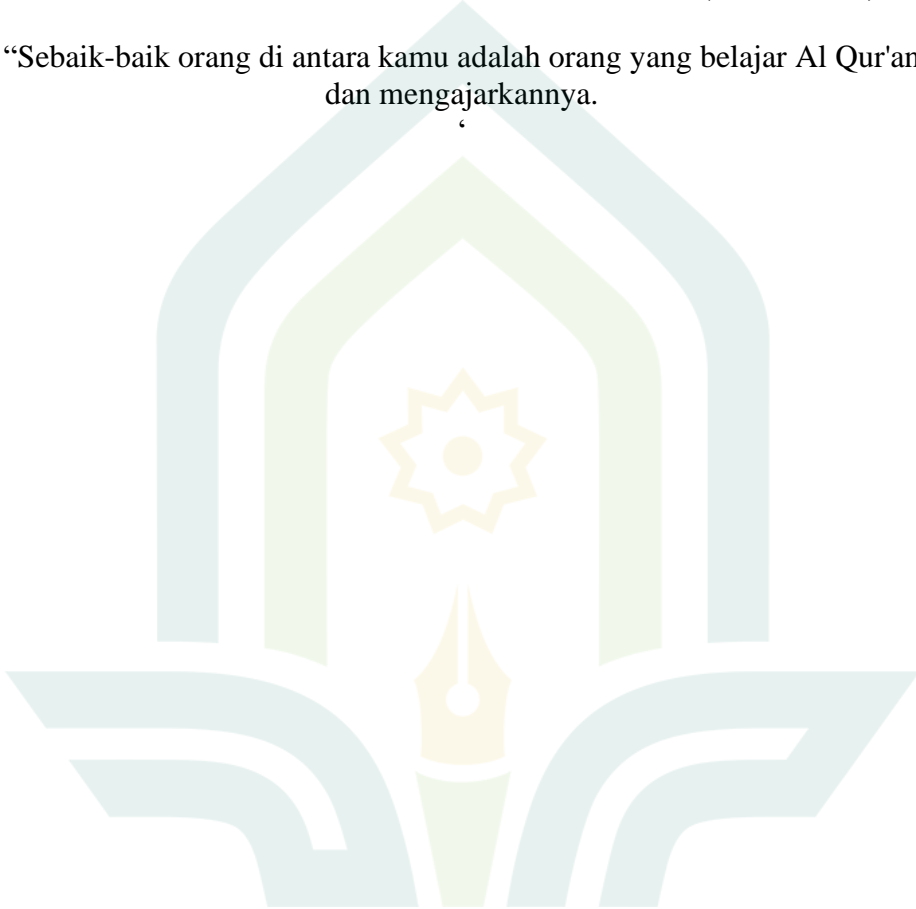 “Sebaik-baik orang di antara kamu adalah orang yang belajar Al Qur'an
dan mengajarkannya.
‘